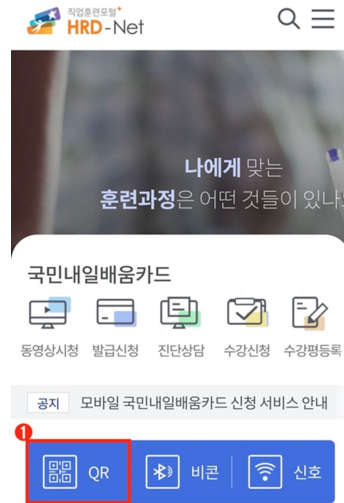 직업훈련포털
HRD-Net
나에게 맞는
훈련과정은 어떤 것들이 있나
국민내일배움카드
동영상시청 발급신청 진단상담 수강신청 수강평등록
공지 모바일 국민내일배움카드 신청 서비스 안내
1
QR 비콘 신호